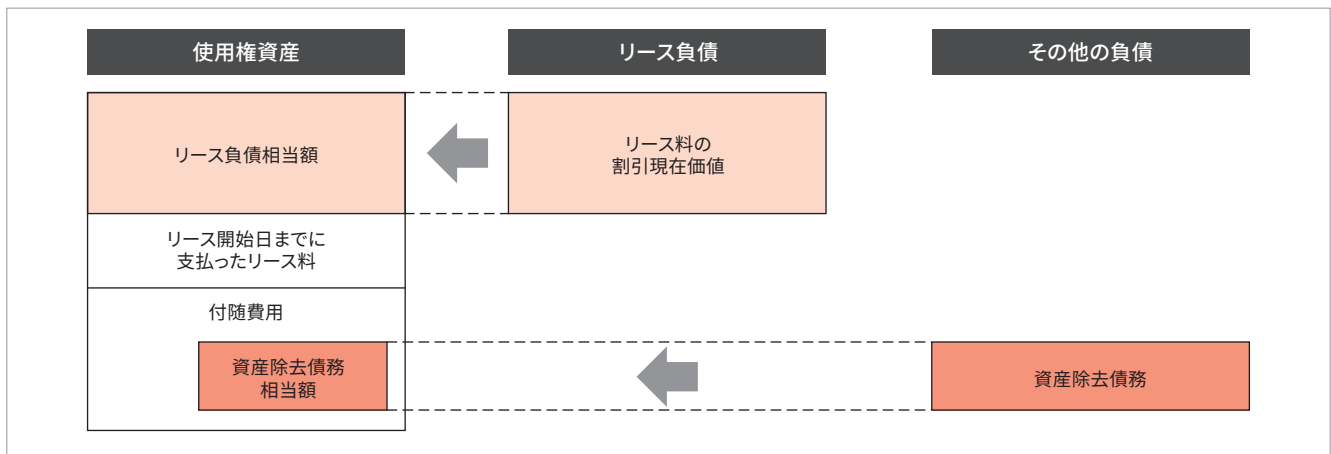 使用権資産
リース負債
その他の負債
リース負債相当額
リース料の
割引現在価値
リース開始日までに
支払ったリース料
付随費用
資産除去債務
相当額
資産除去債務